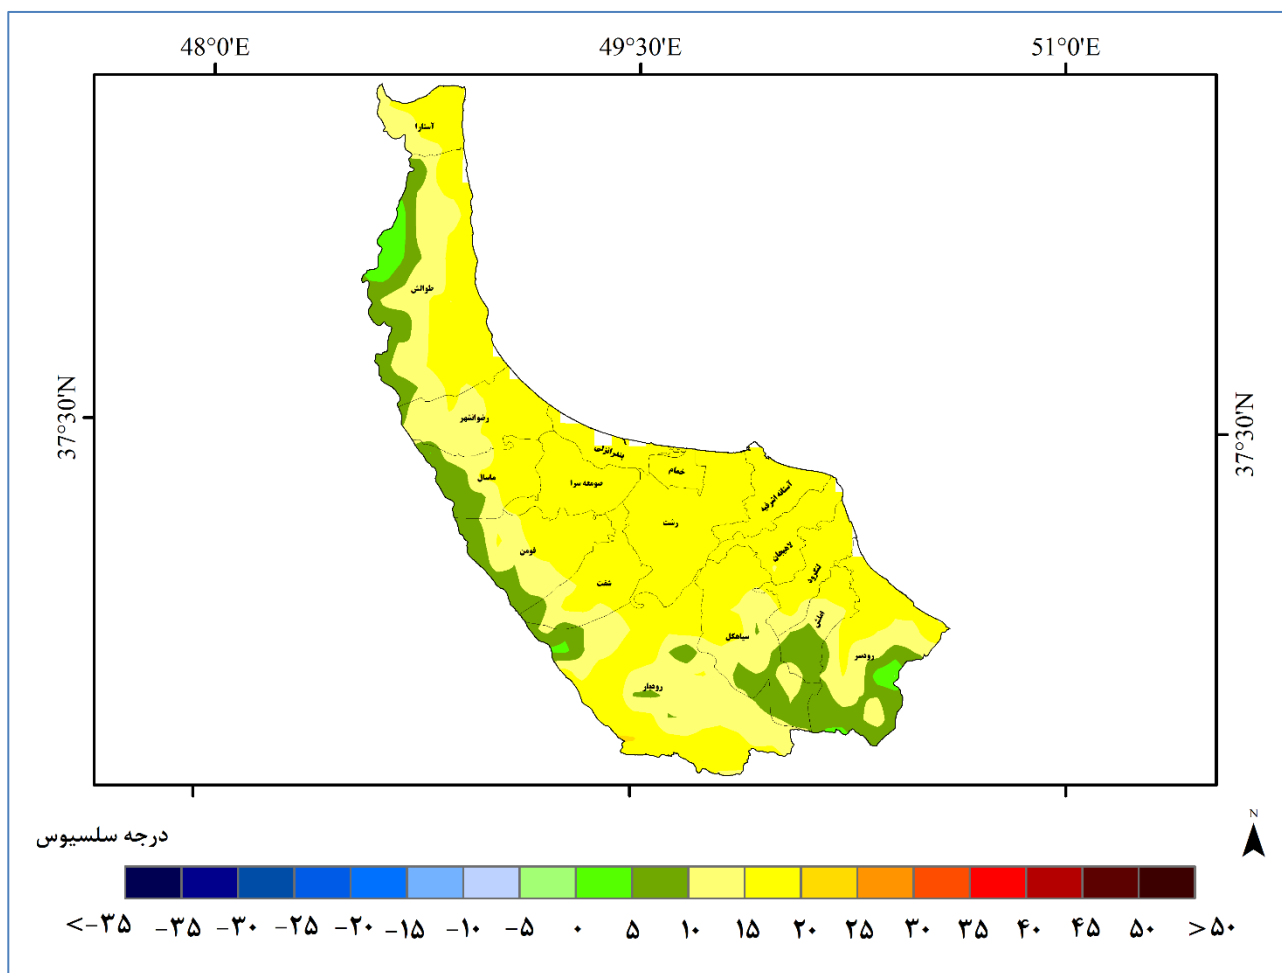 48°0'E 49°30'E 51°0'E
آستارا
طوالش
37°30'N
37°30'N
رضوانشهر
بندرانزلی
خمام
ماسال
صومعه سرا
آستانه اشرفیه
رشت
لاهیجان
فومن
لنگرود
شفت
املش
سیاهکل
رودسر
رودبار
N
درجه سلسیوس
<-۳۵ -۳۵ -۳۰ -۲۵ -۲۰ -۱۵ -۱۰ -۵ ۰ ۵ ۱۰ ۱۵ ۲۰ ۲۵ ۳۰ ۳۵ ۴۰ ۴۵ ۵۰ >۵۰